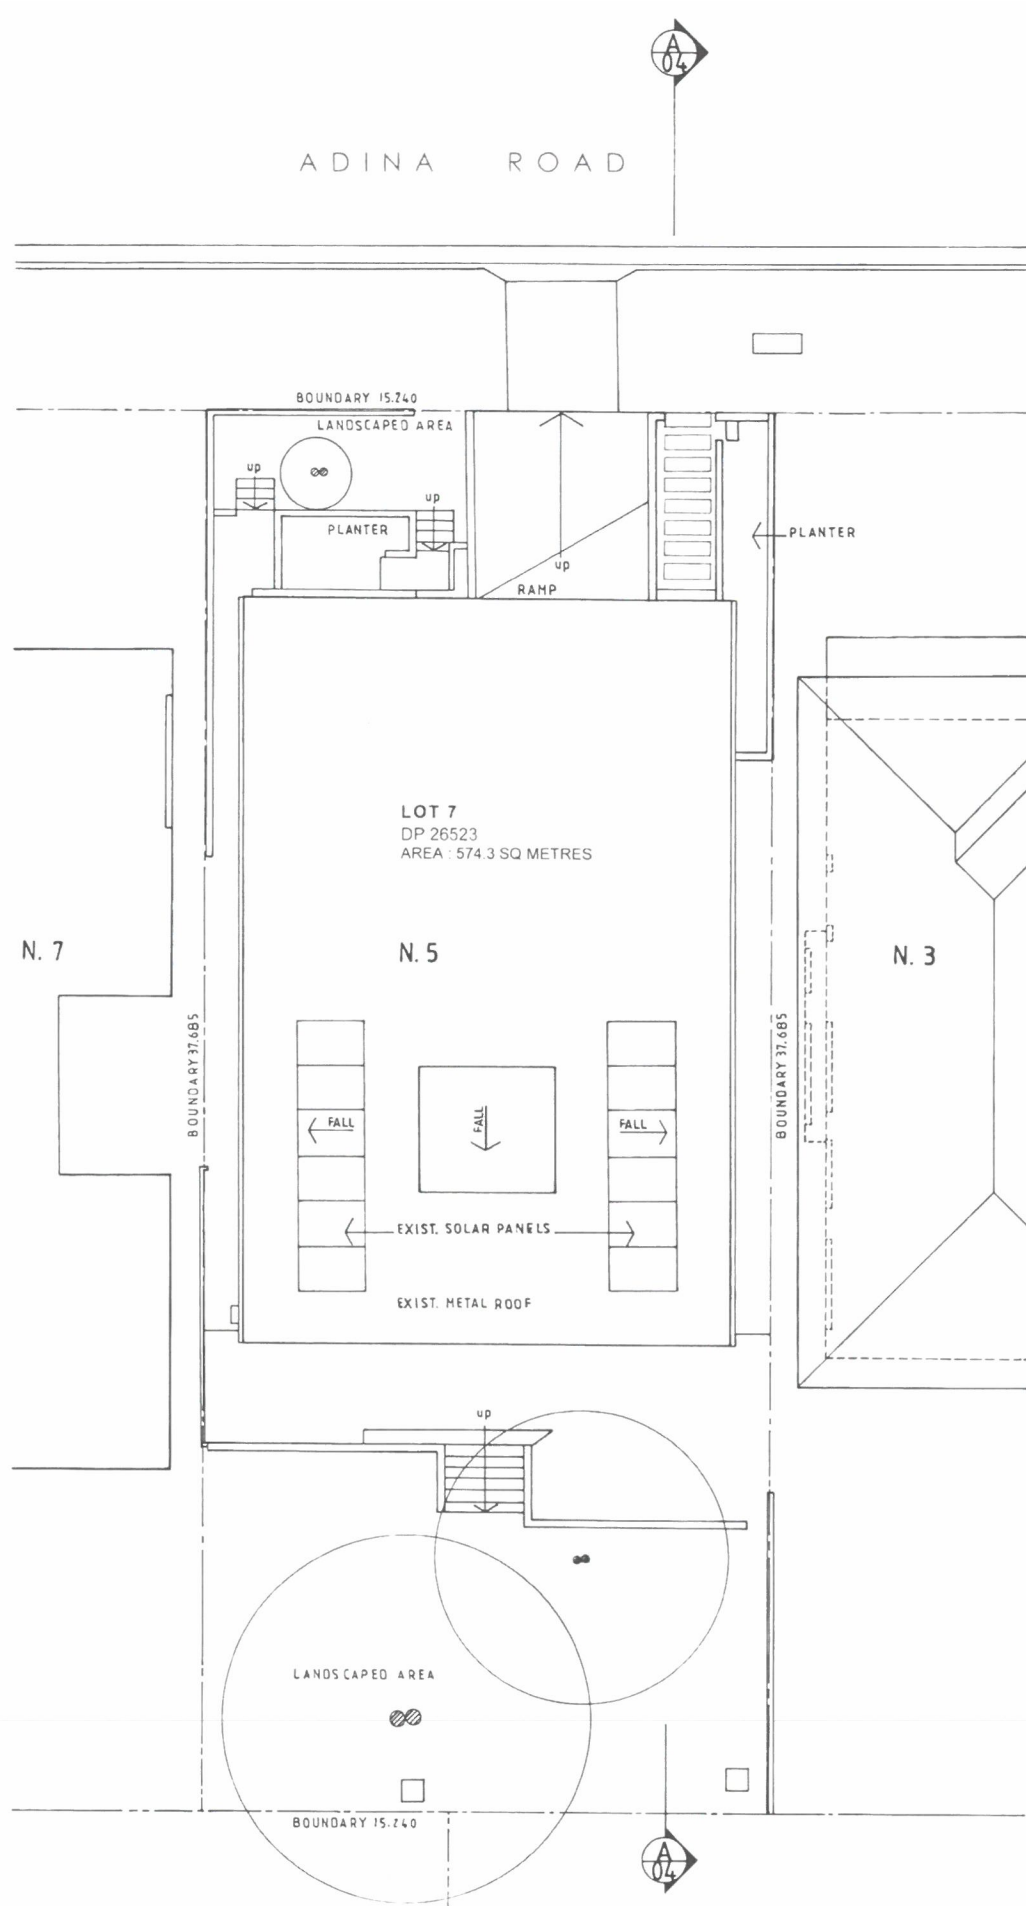 A
04
ADINA ROAD
BOUNDARY 15.240
LANDSCAPED AREA
up
up
PLANTER
PLANTER
up
RAMP
LOT 7
DP 26523
AREA : 574.3 SQ METRES
N. 7
N. 5
N. 3
BOUNDARY 37.685
BOUNDARY 37.685
FALL
FALL
FALL
EXIST. SOLAR PANELS
EXIST. METAL ROOF
up
LANDSCAPED AREA
BOUNDARY 15.240
A
04